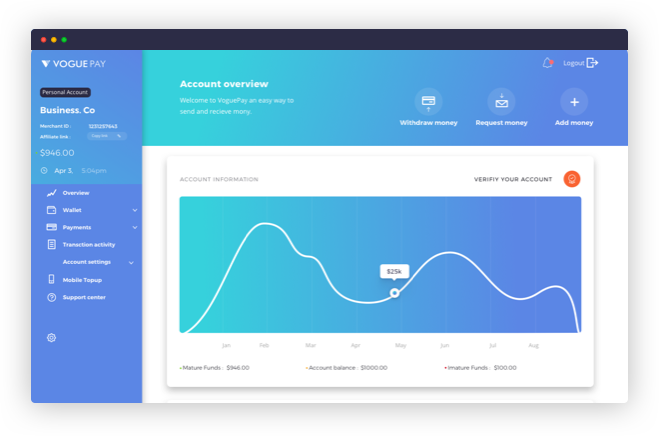 VOGUEPAY
Logout
Personal Account
Account overview
Business. Co
Welcome to VoguePay an easy way to
send and recieve mony.
Merchant ID : 1231297643
Affiliate link : Copy link
Withdraw money
Request money
Add money
$946.00
Apr 3, 5:04pm
ACCOUNT INFORMATION
VERIFIY YOUR ACCOUNT
Overview
Wallet
Payments
Transction activity
Account settings
Mobile Topup
Support center
$25k
Jan Feb Mar Apr May Jun Jul Aug
Mature Funds : $946.00
Account balance : $1000.00
Imature Funds : $100.00